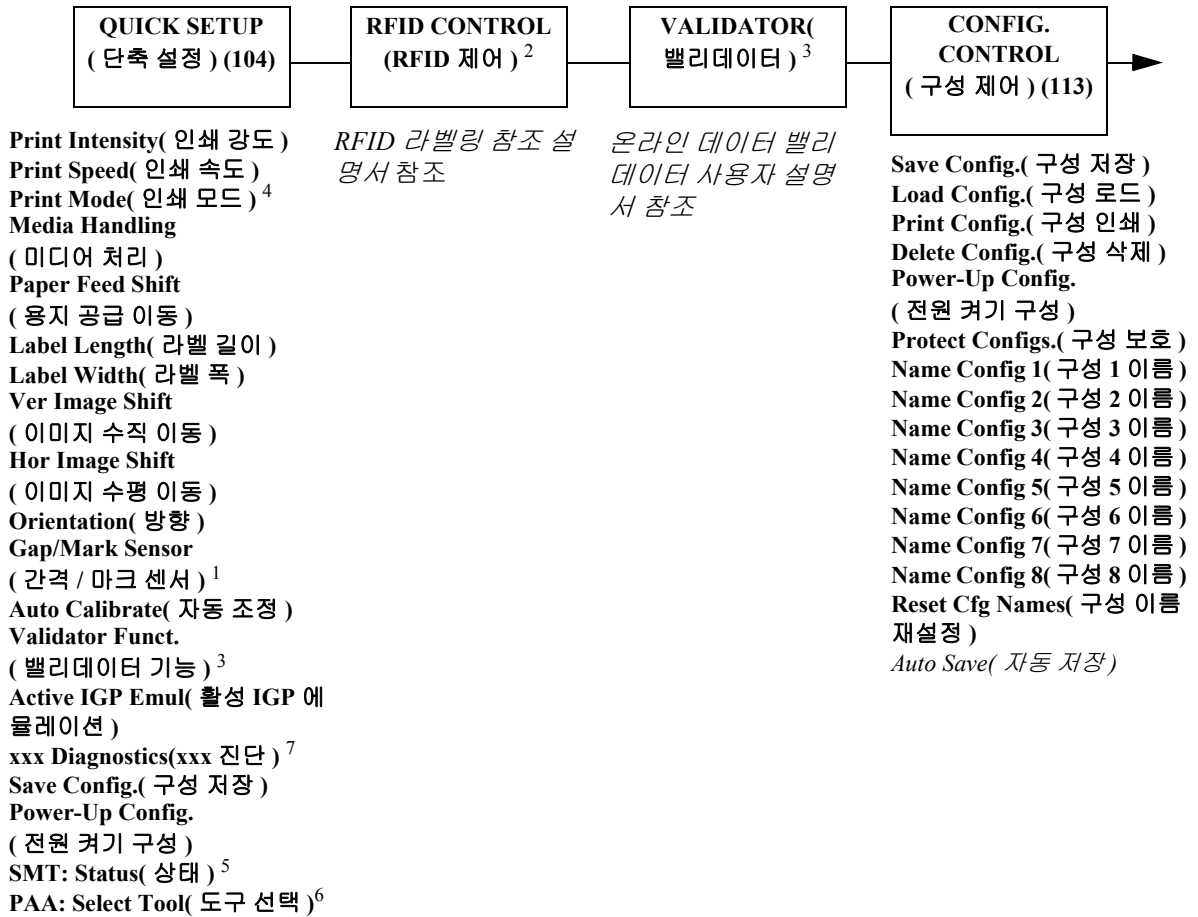 QUICK SETUP
( 단축 설정 ) (104)
RFID CONTROL
(RFID 제어 ) 2
VALIDATOR(
밸리데이터 ) 3
CONFIG.
CONTROL
( 구성 제어 ) (113)
Print Intensity( 인쇄 강도 )
Print Speed( 인쇄 속도 )
Print Mode( 인쇄 모드 ) 4
Media Handling
( 미디어 처리 )
Paper Feed Shift
( 용지 공급 이동 )
Label Length( 라벨 길이 )
Label Width( 라벨 폭 )
Ver Image Shift
( 이미지 수직 이동 )
Hor Image Shift
( 이미지 수평 이동 )
Orientation( 방향 )
Gap/Mark Sensor
( 간격 / 마크 센서 ) 1
Auto Calibrate( 자동 조정 )
Validator Funct.
( 밸리데이터 기능 ) 3
Active IGP Emul( 활성 IGP 에
뮬레이션 )
xxx Diagnostics(xxx 진단 ) 7
Save Config.( 구성 저장 )
Power-Up Config.
( 전원 켜기 구성 )
SMT: Status( 상태 ) 5
PAA: Select Tool( 도구 선택 ) 6
RFID 라벨링 참조 설
명서 참조
온라인 데이터 밸리
데이터 사용자 설명
서 참조
Save Config.( 구성 저장 )
Load Config.( 구성 로드 )
Print Config.( 구성 인쇄 )
Delete Config.( 구성 삭제 )
Power-Up Config.
( 전원 켜기 구성 )
Protect Configs.( 구성 보호 )
Name Config 1( 구성 1 이름 )
Name Config 2( 구성 2 이름 )
Name Config 3( 구성 3 이름 )
Name Config 4( 구성 4 이름 )
Name Config 5( 구성 5 이름 )
Name Config 6( 구성 6 이름 )
Name Config 7( 구성 7 이름 )
Name Config 8( 구성 8 이름 )
Reset Cfg Names( 구성 이름
재설정 )
Auto Save( 자동 저장 )